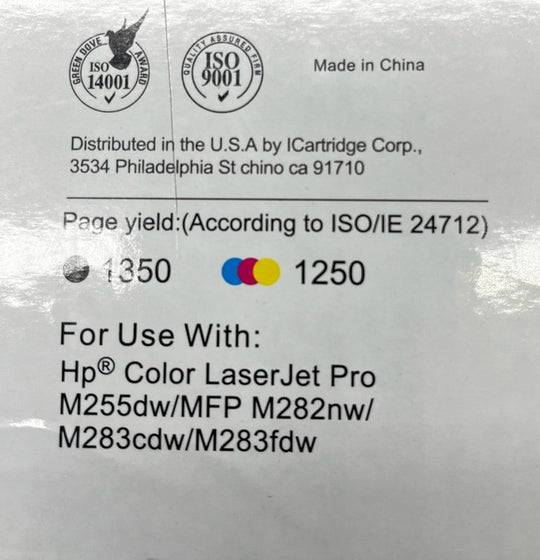 GREEN DOVE AWARD
ISO
14001
QUALITY ASSURED FIRM
ISO
9001
Made in China
Distributed in the U.S.A by ICartridge Corp.,
3534 Philadelphia St chino ca 91710
Page yield:(According to ISO/IE 24712)
1350 1250
For Use With:
Hp® Color LaserJet Pro
M255dw/MFP M282nw/
M283cdw/M283fdw